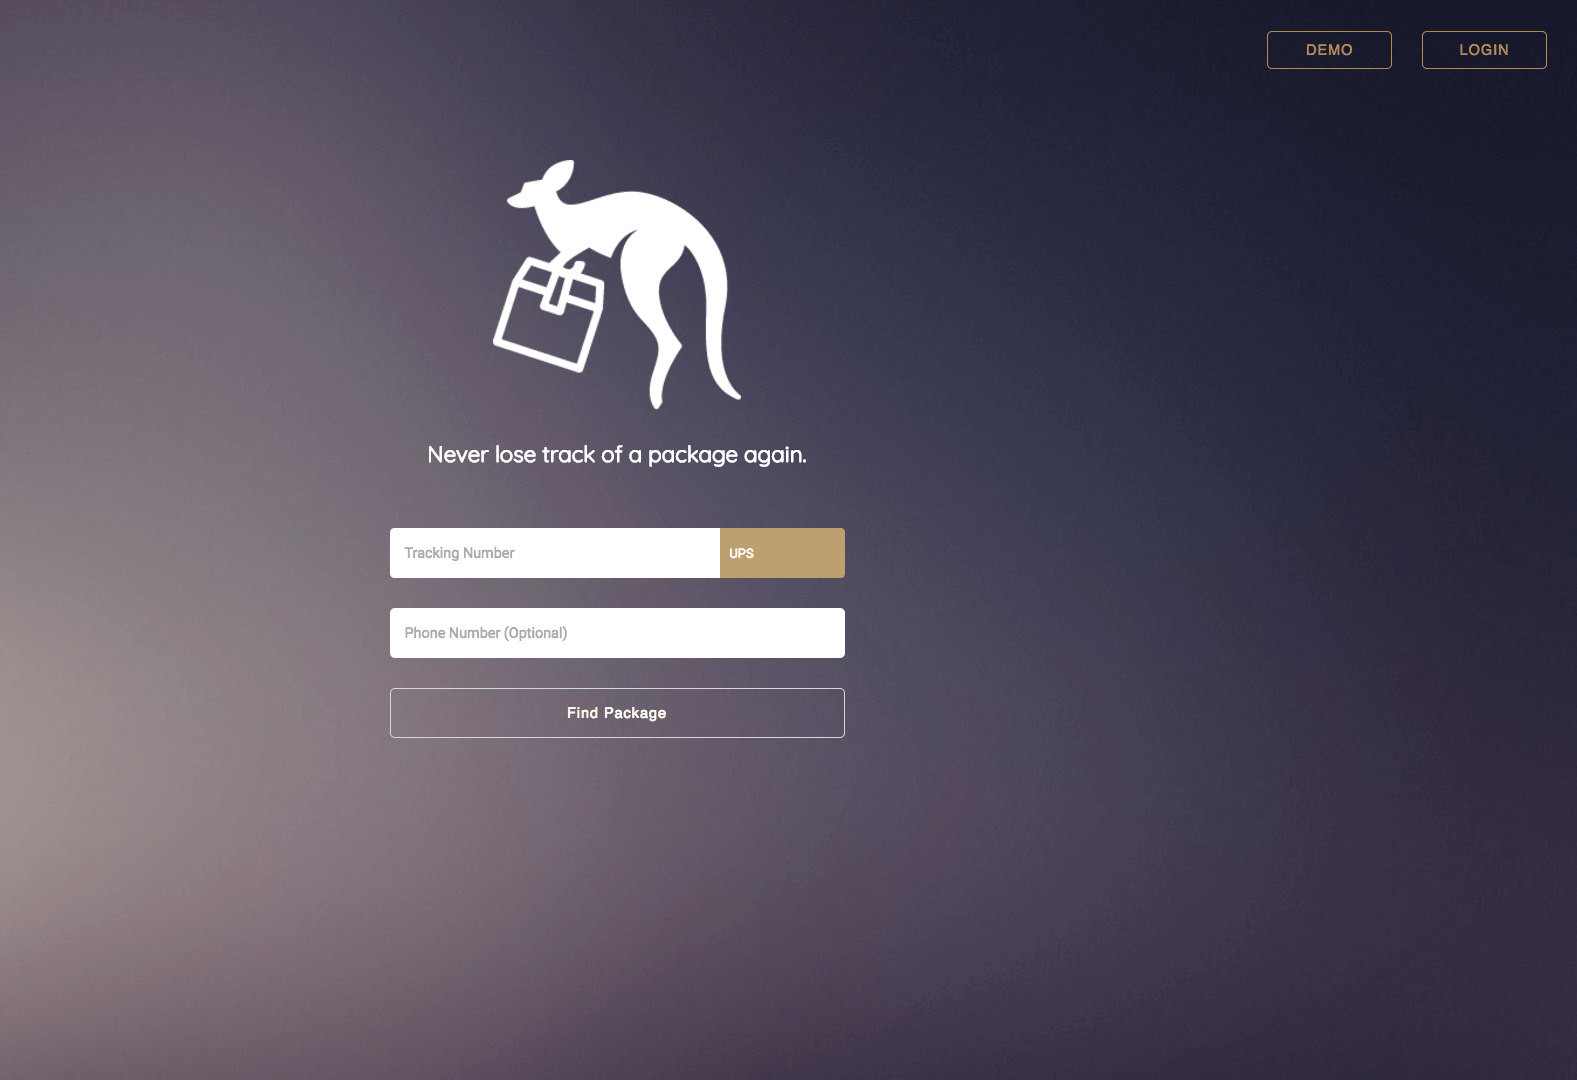 DEMO
LOGIN
Never lose track of a package again.
Tracking Number
UPS
Phone Number (Optional)
Find Package